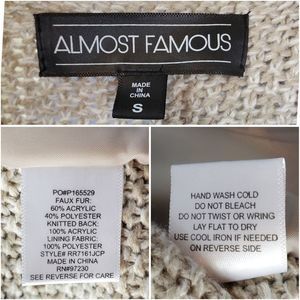 ALMOST FAMOUS
MADE
IN
CHINA
S
PO#P165529
FAUX FUR:
60% ACRYLIC
40% POLYESTER
KNITTED BACK:
100% ACRYLIC
LINING FABRIC:
100% POLYESTER
STYLE# RR7161JCP
MADE IN CHINA
RN#97230
SEE REVERSE FOR CARE
HAND WASH COLD
DO NOT BLEACH
DO NOT TWIST OR WRING
LAY FLAT TO DRY
USE COOL IRON IF NEEDED
ON REVERSE SIDE